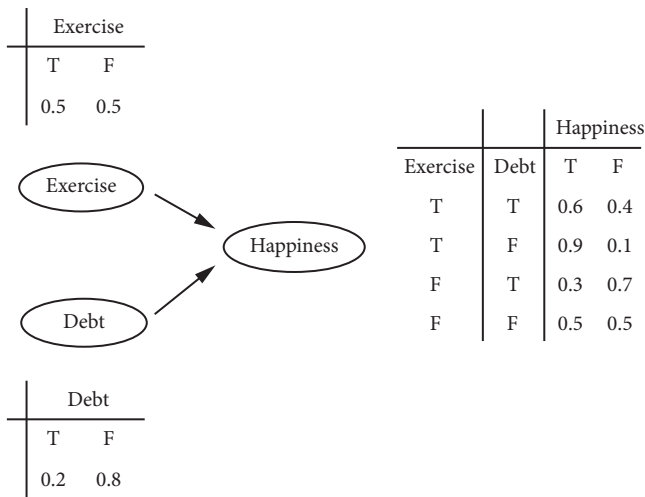 Exercise
T F
0.5 0.5
Exercise
Happiness
Debt
Debt
T F
0.2 0.8
Happiness
Exercise Debt T F
T T 0.6 0.4
T F 0.9 0.1
F T 0.3 0.7
F F 0.5 0.5